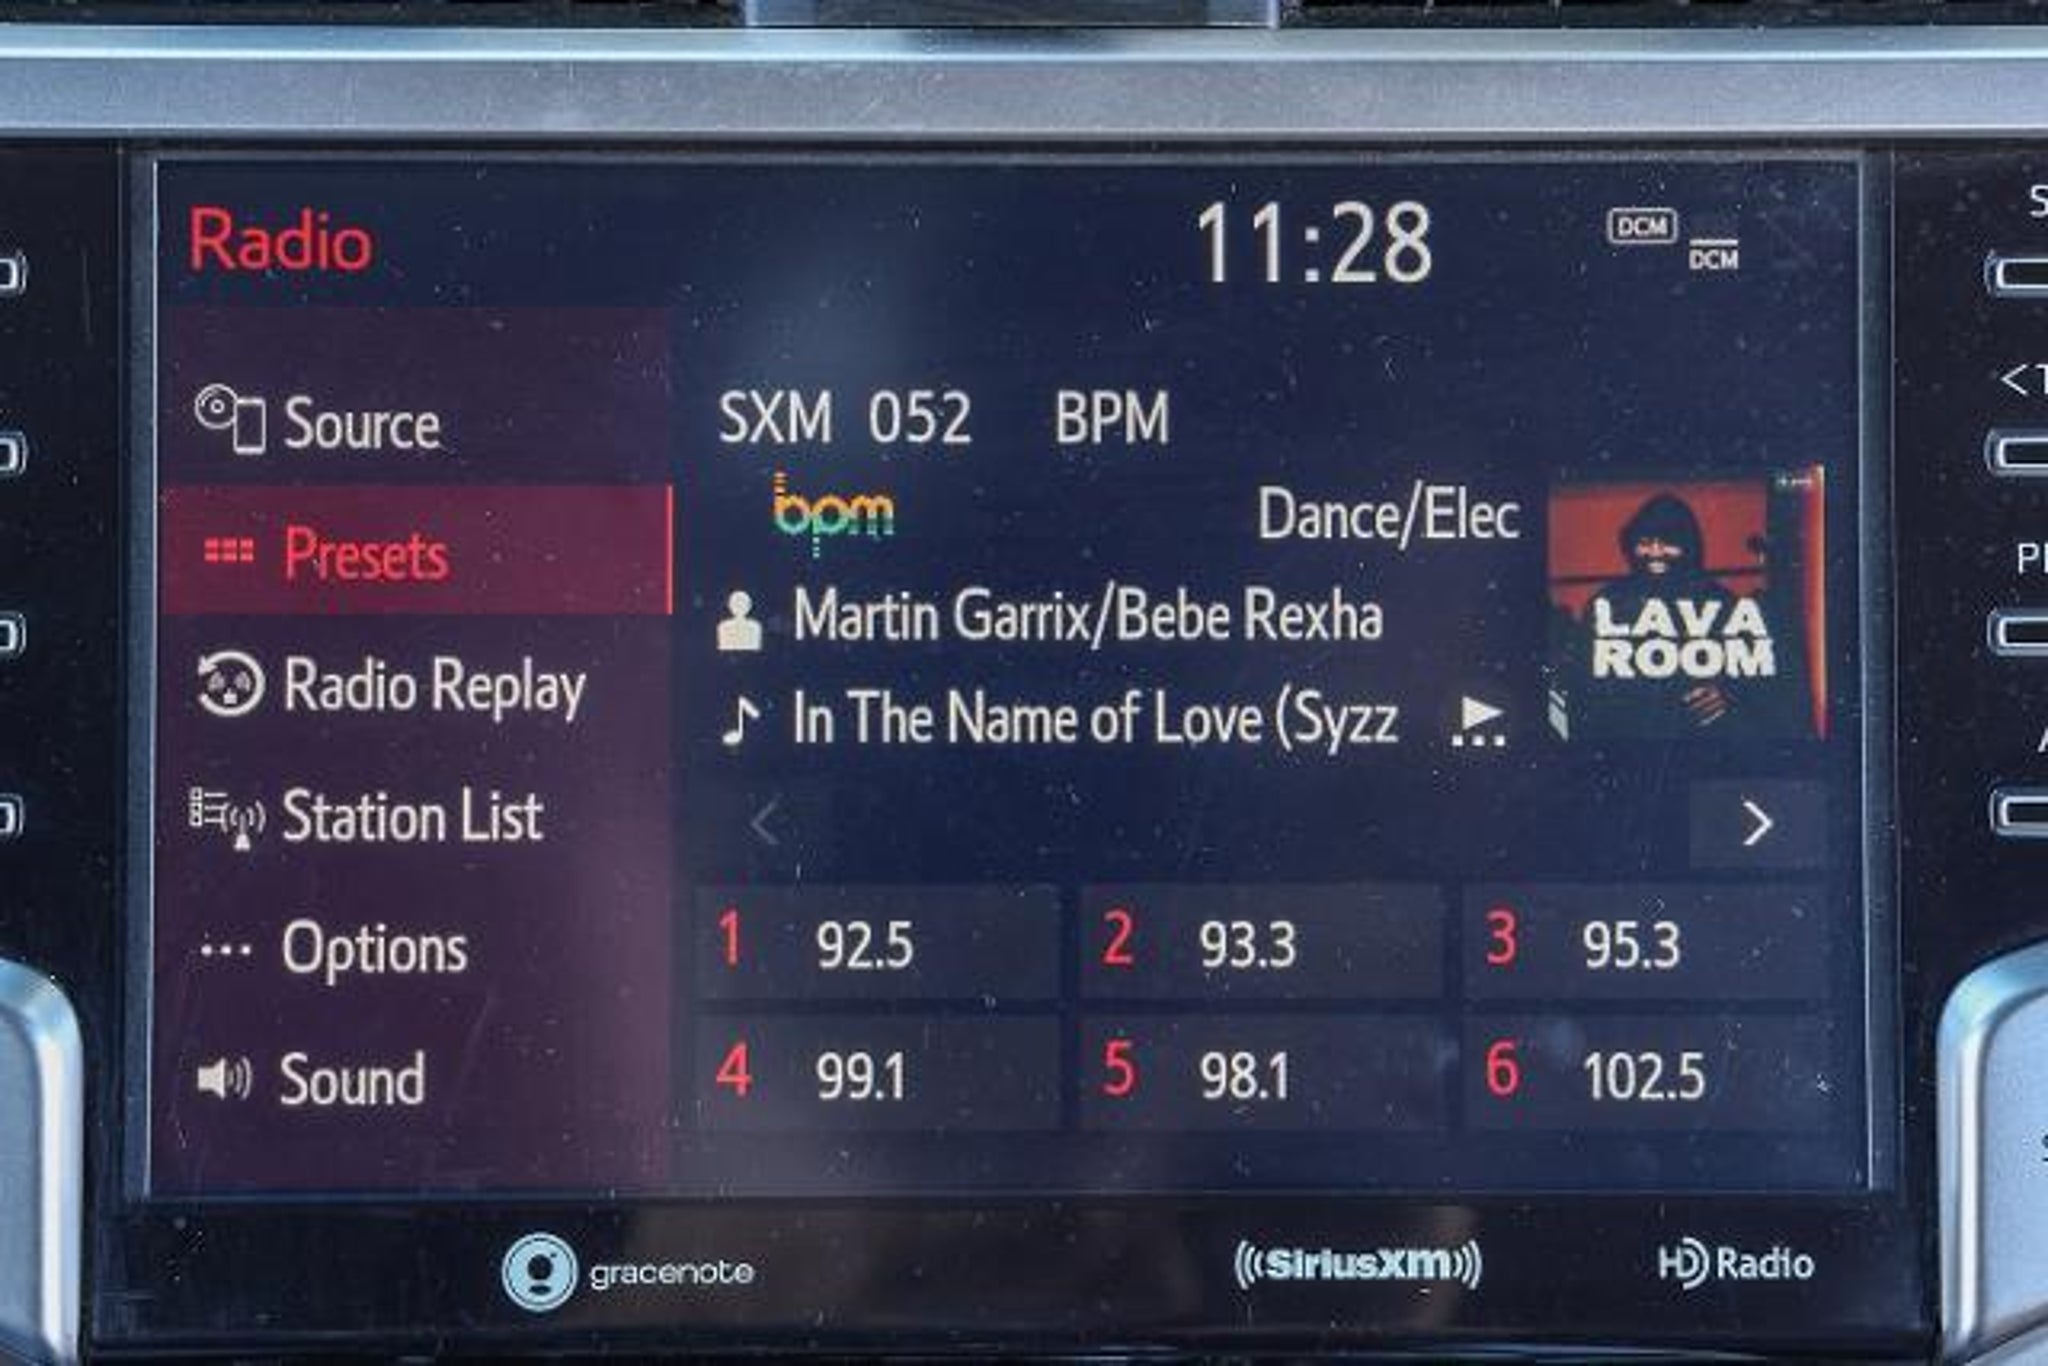 Radio
11:28
DCM
DCM
Source
Presets
Radio Replay
Station List
Options
Sound
SXM 052 BPM
bpm
Dance/Elec
Martin Garrix/Bebe Rexha
In The Name of Love (Syzz
LAVA
ROOM
1 92.5
2 93.3
3 95.3
4 99.1
5 98.1
6 102.5
gracenote
((SiriusXM))
HD Radio